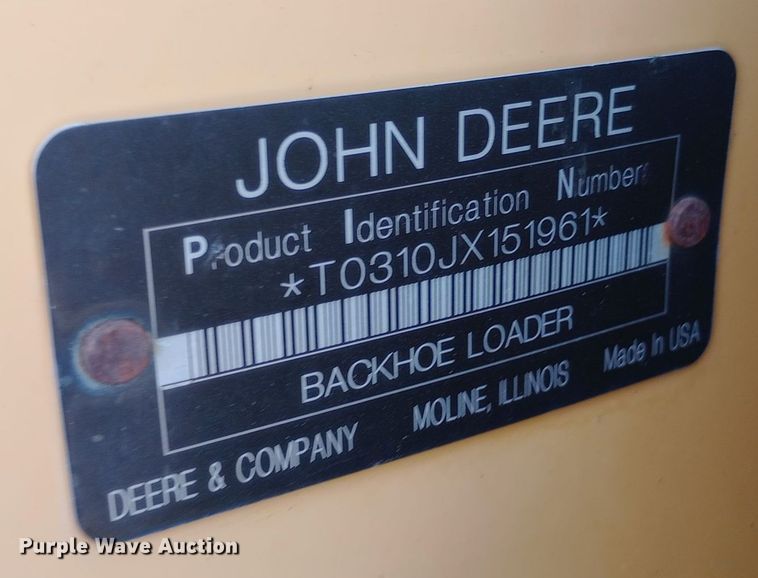 JOHN DEERE
Product Identification Number
*T0310JX151961*
BACKHOE LOADER
DEERE & COMPANY MOLINE, ILLINOIS Made In USA
Purple Wave Auction